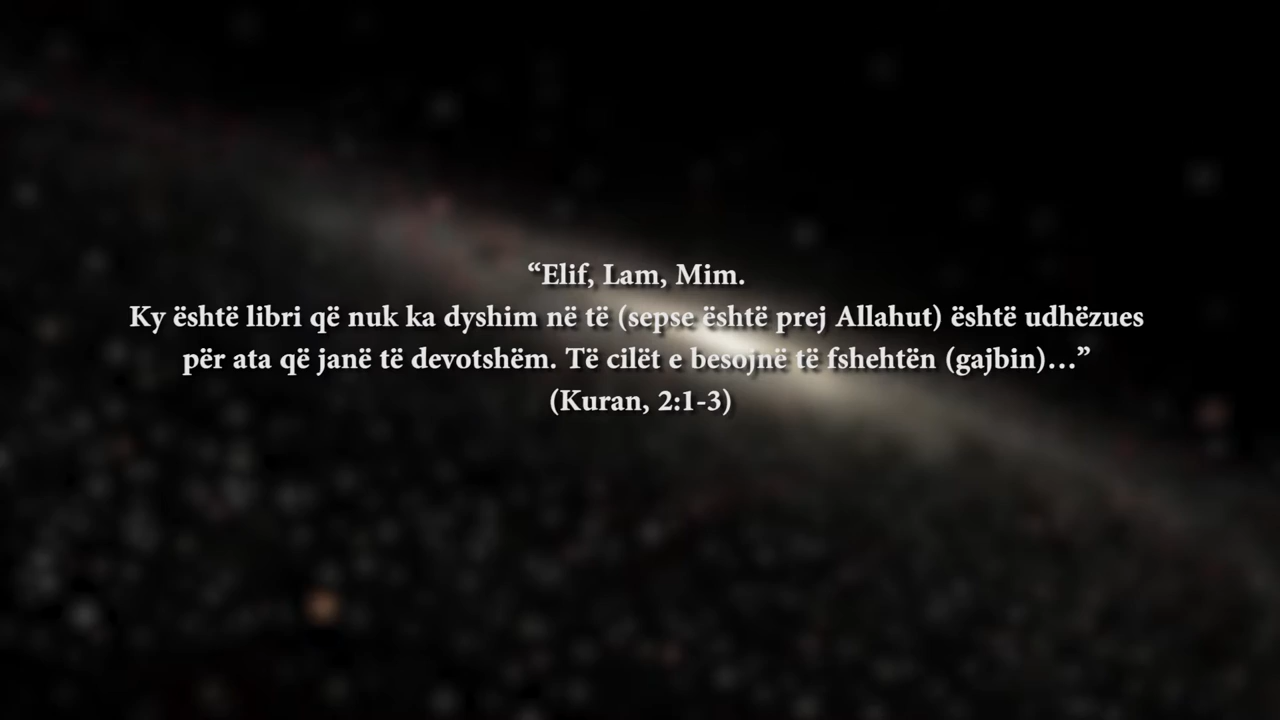 “Elif, Lam, Mim.
Ky është libri që nuk ka dyshim në të (sepse është prej Allahut) është udhëzues
për ata që janë të devotshëm. Të cilët e besojnë të fshehtën (gajbin)…”
(Kuran, 2:1-3)